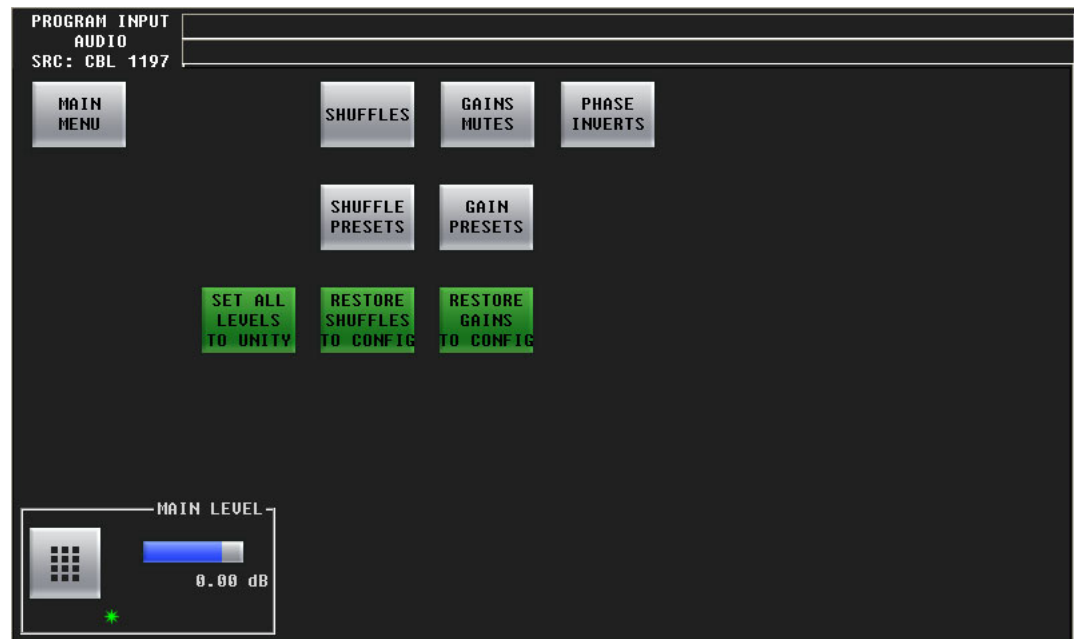 PROGRAM INPUT
AUDIO
SRC: CBL 1197
MAIN
MENU
SHUFFLES
GAINS
MUTES
PHASE
INVERTS
SHUFFLE
PRESETS
GAIN
PRESETS
SET ALL
LEVELS
TO UNITY
RESTORE
SHUFFLES
TO CONFIG
RESTORE
GAINS
TO CONFIG
MAIN LEVEL
0.00 dB